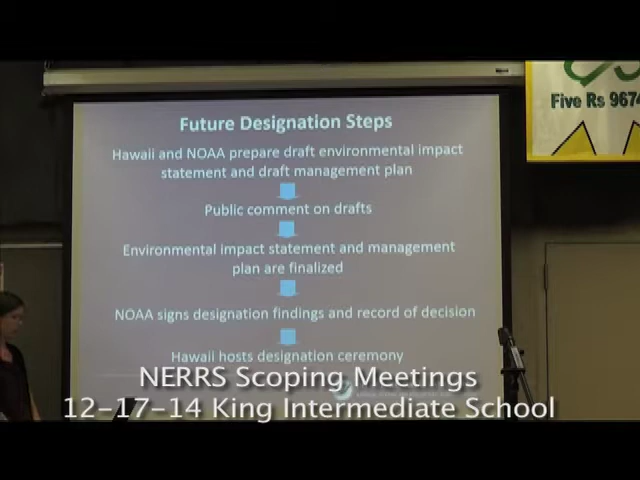 Future Designation Steps
Five Rs 9674
Hawaii and NOAA prepare draft environmental impact
statement and draft management plan
Public comment on drafts
Environmental impact statement and management
plan are finalized
NOAA signs designation findings and record of decision
Hawaii hosts designation ceremony
NERRS Scoping Meetings
12-17-14 King Intermediate School